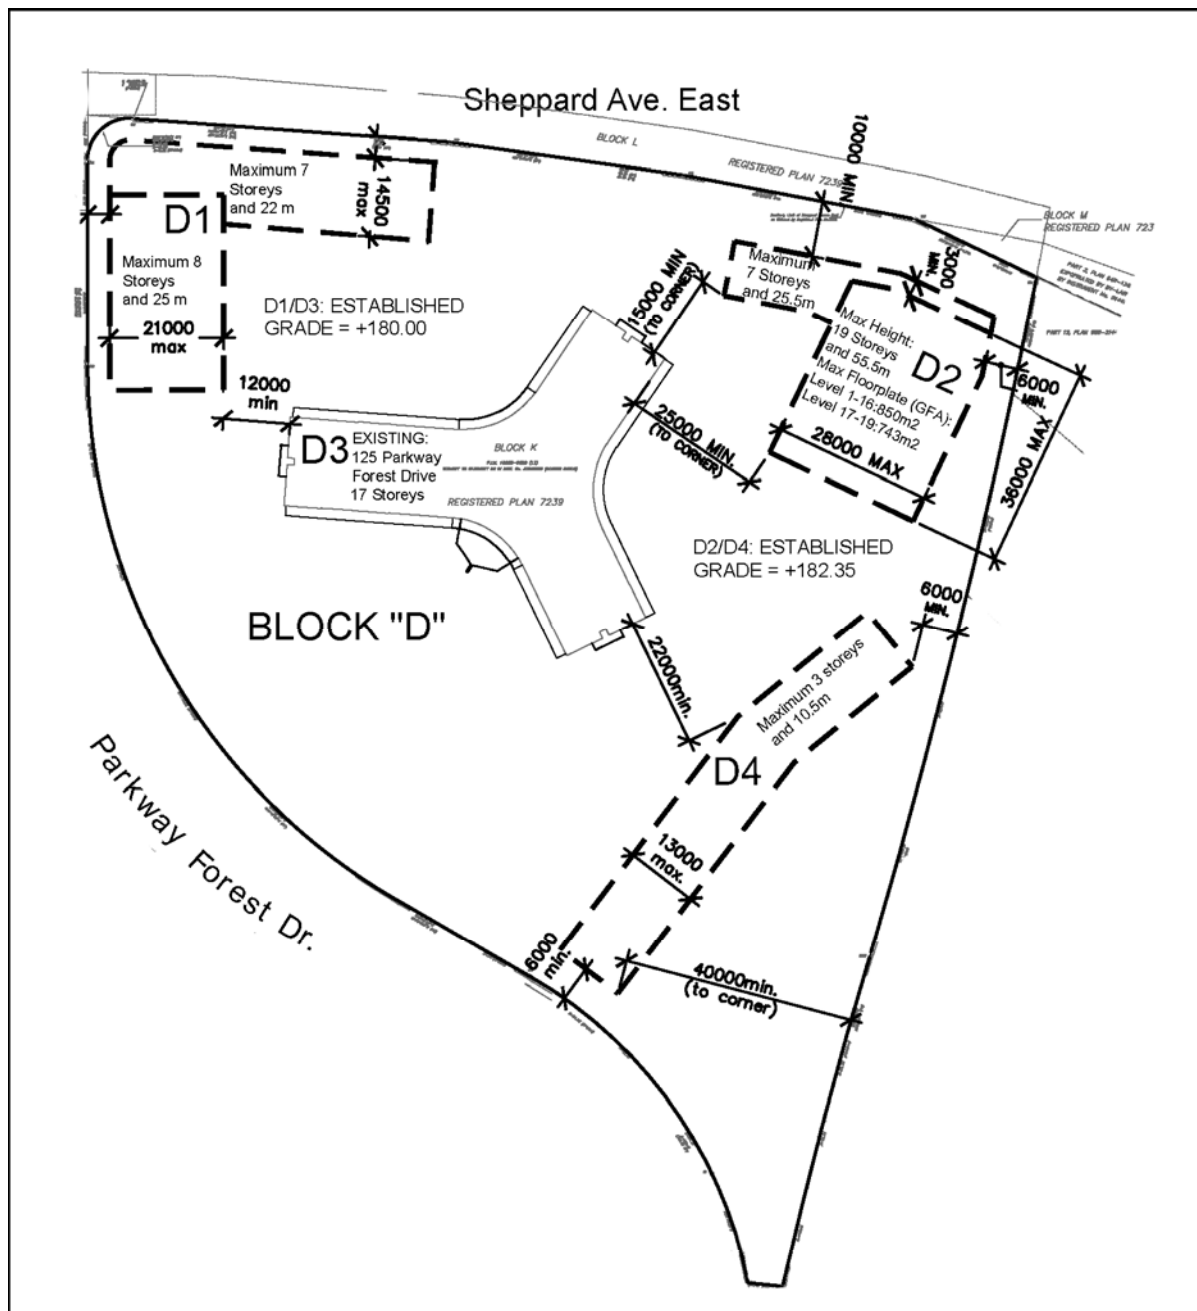 Sheppard Ave. East
BLOCK L
REGISTERED PLAN 7239
10000 MIN
BLOCK M
REGISTERED PLAN 723
Maximum 7
Storeys
and 22 m
14500
max
D1
Maximum 8
Storeys
and 25 m
21000
max
D1/D3: ESTABLISHED
GRADE = +180.00
12000
min
15000 MIN
(TO CORNER)
Maximum
7 Storeys
and 25.5m
3000
MIN.
Max Height:
19 Storeys
and 55.5m
Max Floorplate (GFA):
Level 1-16:850m2
Level 17-19:743m2
D2
6000
MIN.
36000 MAX
28000 MAX
25000 MIN.
(TO CORNER)
D3
EXISTING:
125 Parkway
Forest Drive
17 Storeys
BLOCK K
REGISTERED PLAN 7239
D2/D4: ESTABLISHED
GRADE = +182.35
6000
MIN.
BLOCK "D"
22000min.
Maximum 3 storeys
and 10.5m
D4
13000
max.
Parkway Forest Dr.
6000
min.
40000min.
(to corner)